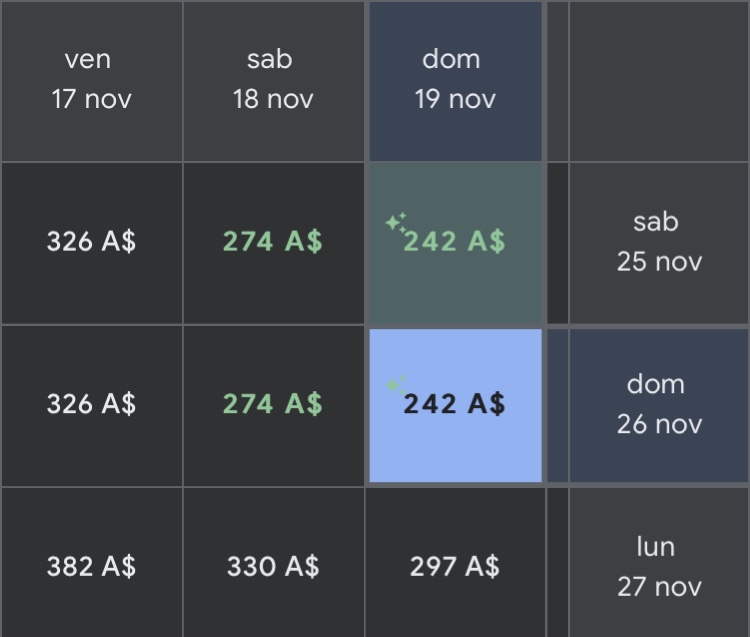 ven sab dom
17 nov 18 nov 19 nov
326 A$ 274 A$ 242 A$ sab
25 nov
326 A$ 274 A$ 242 A$ dom
26 nov
382 A$ 330 A$ 297 A$ lun
27 nov